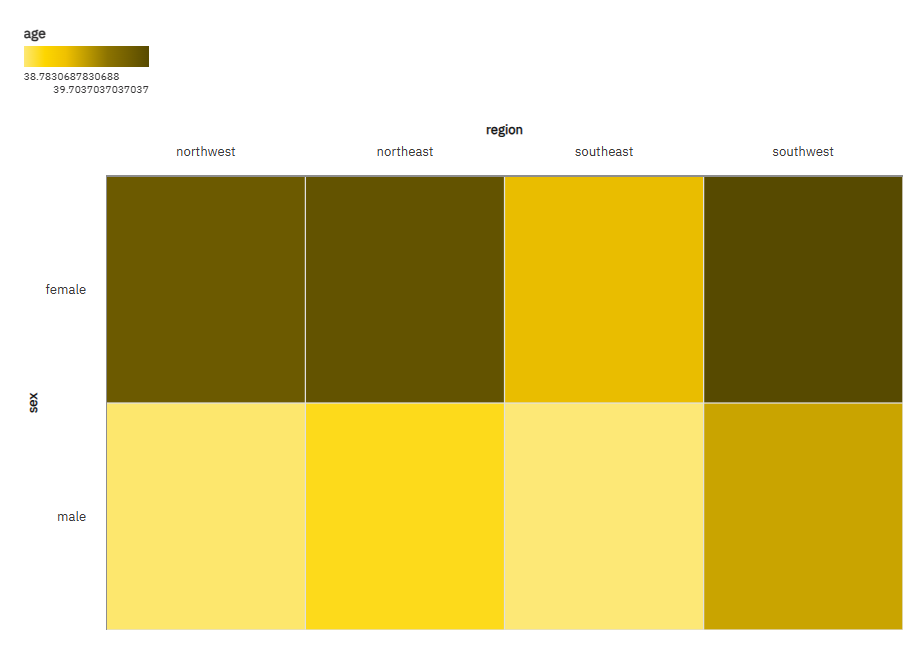 age
38.7830687830688
39.7037037037037
region
northwest northeast southeast southwest
female
sex
male